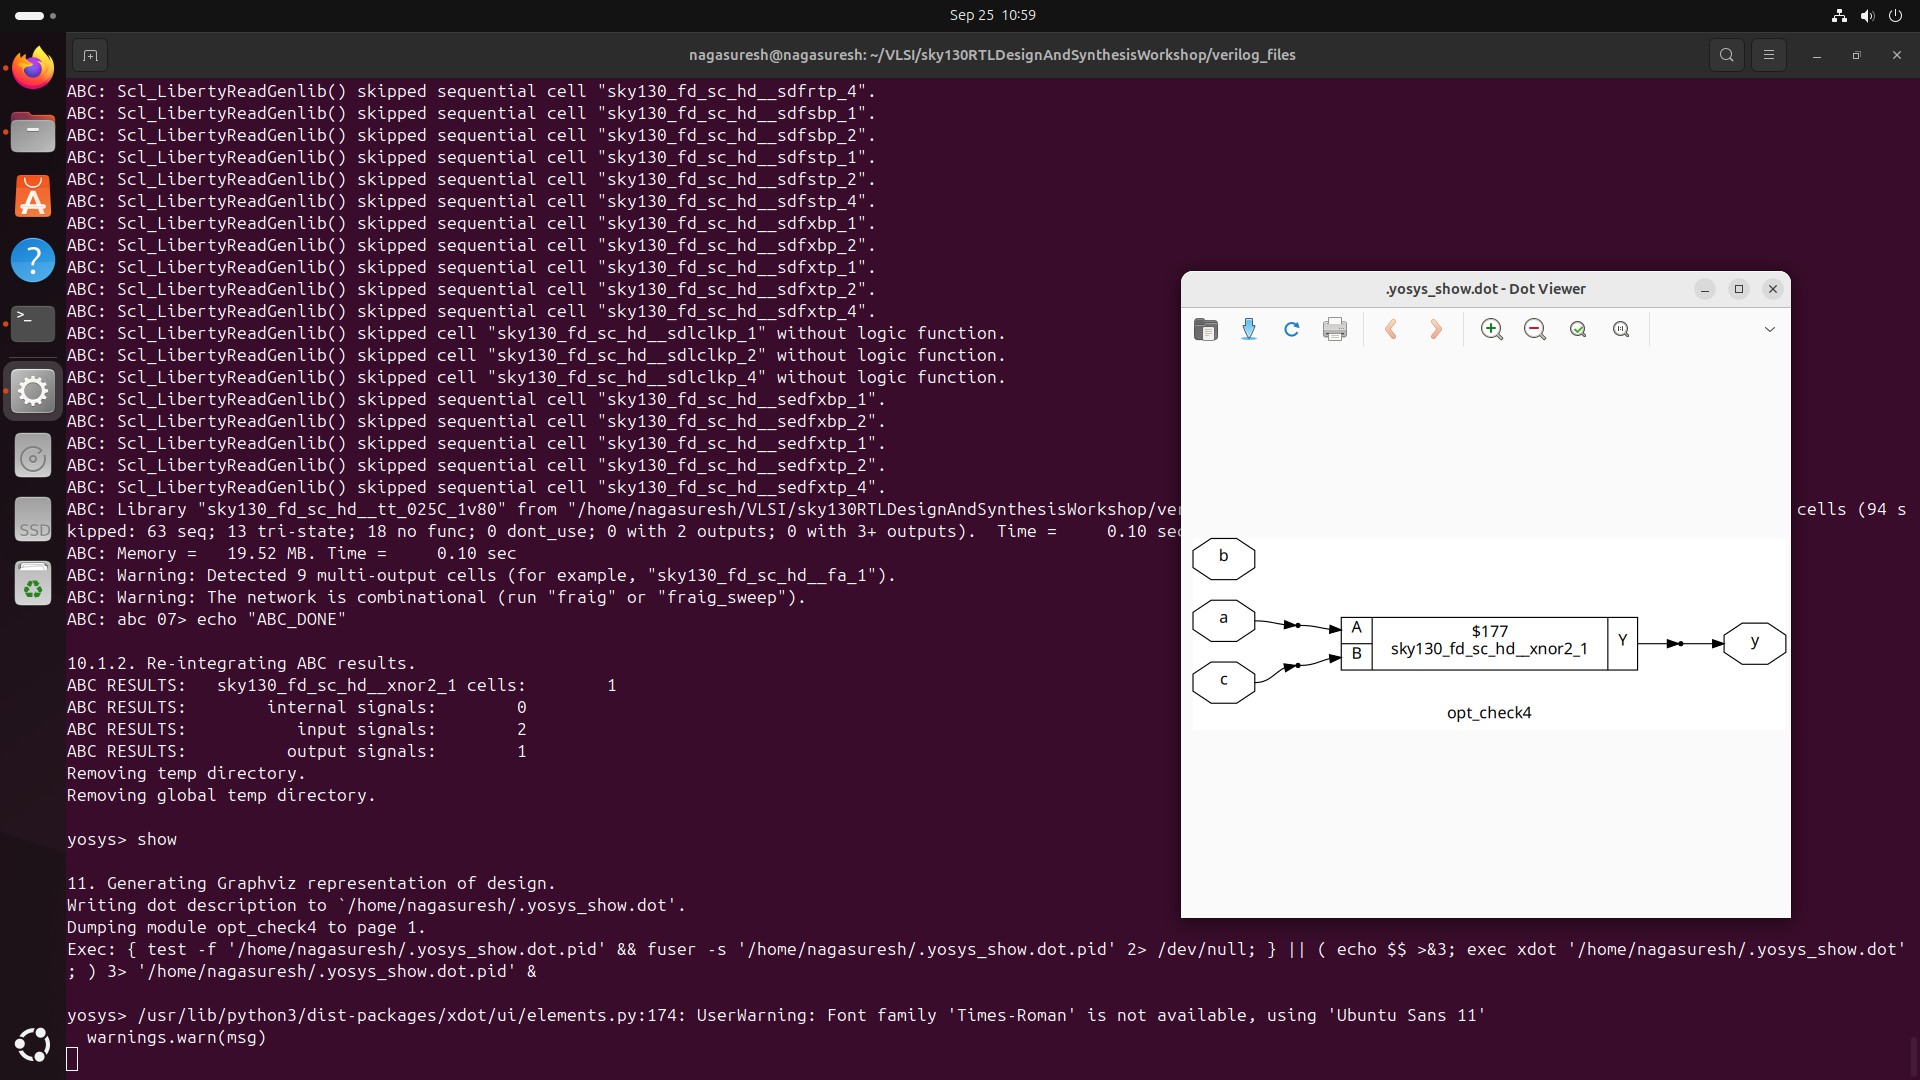 Sep 25 10:59
nagasuresh@nagasuresh: ~/VLSI/sky130RTLDesignAndSynthesisWorkshop/verilog_files
ABC: Scl_LibertyReadGenlib() skipped sequential cell "sky130_fd_sc_hd__sdfrtp_4".
ABC: Scl_LibertyReadGenlib() skipped sequential cell "sky130_fd_sc_hd__sdfsbp_1".
ABC: Scl_LibertyReadGenlib() skipped sequential cell "sky130_fd_sc_hd__sdfsbp_2".
ABC: Scl_LibertyReadGenlib() skipped sequential cell "sky130_fd_sc_hd__sdfstp_1".
ABC: Scl_LibertyReadGenlib() skipped sequential cell "sky130_fd_sc_hd__sdfstp_2".
ABC: Scl_LibertyReadGenlib() skipped sequential cell "sky130_fd_sc_hd__sdfstp_4".
ABC: Scl_LibertyReadGenlib() skipped sequential cell "sky130_fd_sc_hd__sdfxbp_1".
ABC: Scl_LibertyReadGenlib() skipped sequential cell "sky130_fd_sc_hd__sdfxbp_2".
ABC: Scl_LibertyReadGenlib() skipped sequential cell "sky130_fd_sc_hd__sdfxtp_1".
ABC: Scl_LibertyReadGenlib() skipped sequential cell "sky130_fd_sc_hd__sdfxtp_2".
ABC: Scl_LibertyReadGenlib() skipped sequential cell "sky130_fd_sc_hd__sdfxtp_4".
ABC: Scl_LibertyReadGenlib() skipped cell "sky130_fd_sc_hd__sdlclkp_1" without logic function.
ABC: Scl_LibertyReadGenlib() skipped cell "sky130_fd_sc_hd__sdlclkp_2" without logic function.
ABC: Scl_LibertyReadGenlib() skipped cell "sky130_fd_sc_hd__sdlclkp_4" without logic function.
ABC: Scl_LibertyReadGenlib() skipped sequential cell "sky130_fd_sc_hd__sedfxbp_1".
ABC: Scl_LibertyReadGenlib() skipped sequential cell "sky130_fd_sc_hd__sedfxbp_2".
ABC: Scl_LibertyReadGenlib() skipped sequential cell "sky130_fd_sc_hd__sedfxtp_1".
ABC: Scl_LibertyReadGenlib() skipped sequential cell "sky130_fd_sc_hd__sedfxtp_2".
ABC: Scl_LibertyReadGenlib() skipped sequential cell "sky130_fd_sc_hd__sedfxtp_4".
ABC: Library "sky130_fd_sc_hd__tt_025C_1v80" from "/home/nagasuresh/VLSI/sky130RTLDesignAndSynthesisWorkshop/ver cells (94 s
kipped: 63 seq; 13 tri-state; 18 no func; 0 dont_use; 0 with 2 outputs; 0 with 3+ outputs).  Time =     0.10 sec
ABC: Memory =   19.52 MB. Time =     0.10 sec
ABC: Warning: Detected 9 multi-output cells (for example, "sky130_fd_sc_hd__fa_1").
ABC: Warning: The network is combinational (run "fraig" or "fraig_sweep").
ABC: abc 07> echo "ABC_DONE"
10.1.2. Re-integrating ABC results.
ABC RESULTS:   sky130_fd_sc_hd__xnor2_1 cells:        1
ABC RESULTS:        internal signals:        0
ABC RESULTS:           input signals:        2
ABC RESULTS:          output signals:        1
Removing temp directory.
Removing global temp directory.
yosys> show
11. Generating Graphviz representation of design.
Writing dot description to `/home/nagasuresh/.yosys_show.dot'.
Dumping module opt_check4 to page 1.
Exec: { test -f '/home/nagasuresh/.yosys_show.dot.pid' && fuser -s '/home/nagasuresh/.yosys_show.dot.pid' 2> /dev/null; } || ( echo $$ >&3; exec xdot '/home/nagasuresh/.yosys_show.dot'
; ) 3> '/home/nagasuresh/.yosys_show.dot.pid' &
yosys> /usr/lib/python3/dist-packages/xdot/ui/elements.py:174: UserWarning: Font family 'Times-Roman' is not available, using 'Ubuntu Sans 11'
  warnings.warn(msg)
SSD
.yosys_show.dot - Dot Viewer
b
a
c
A
B
$177
sky130_fd_sc_hd__xnor2_1
Y
y
opt_check4